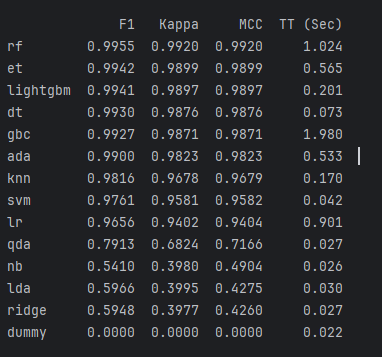 F1 Kappa MCC TT (Sec)
rf 0.9955 0.9920 0.9920 1.024
et 0.9942 0.9899 0.9899 0.565
lightgbm 0.9941 0.9897 0.9897 0.201
dt 0.9930 0.9876 0.9876 0.073
gbc 0.9927 0.9871 0.9871 1.980
ada 0.9900 0.9823 0.9823 0.533
knn 0.9816 0.9678 0.9679 0.170
svm 0.9761 0.9581 0.9582 0.042
lr 0.9656 0.9402 0.9404 0.901
qda 0.7913 0.6824 0.7166 0.027
nb 0.5410 0.3980 0.4904 0.026
lda 0.5966 0.3995 0.4275 0.030
ridge 0.5948 0.3977 0.4260 0.027
dummy 0.0000 0.0000 0.0000 0.022